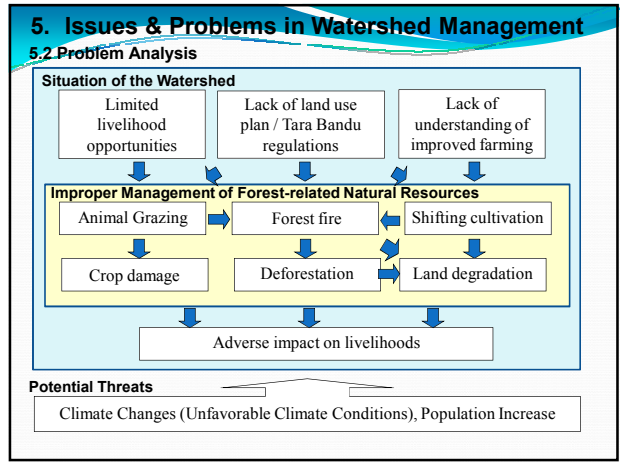 5. Issues & Problems in Watershed Management
5.2 Problem Analysis
Situation of the Watershed
Limited
livelihood
opportunities
Lack of land use
plan / Tara Bandu
regulations
Lack of
understanding of
improved farming
Improper Management of Forest-related Natural Resources
Animal Grazing
Forest fire
Shifting cultivation
Crop damage
Deforestation
Land degradation
Adverse impact on livelihoods
Potential Threats
Climate Changes (Unfavorable Climate Conditions), Population Increase